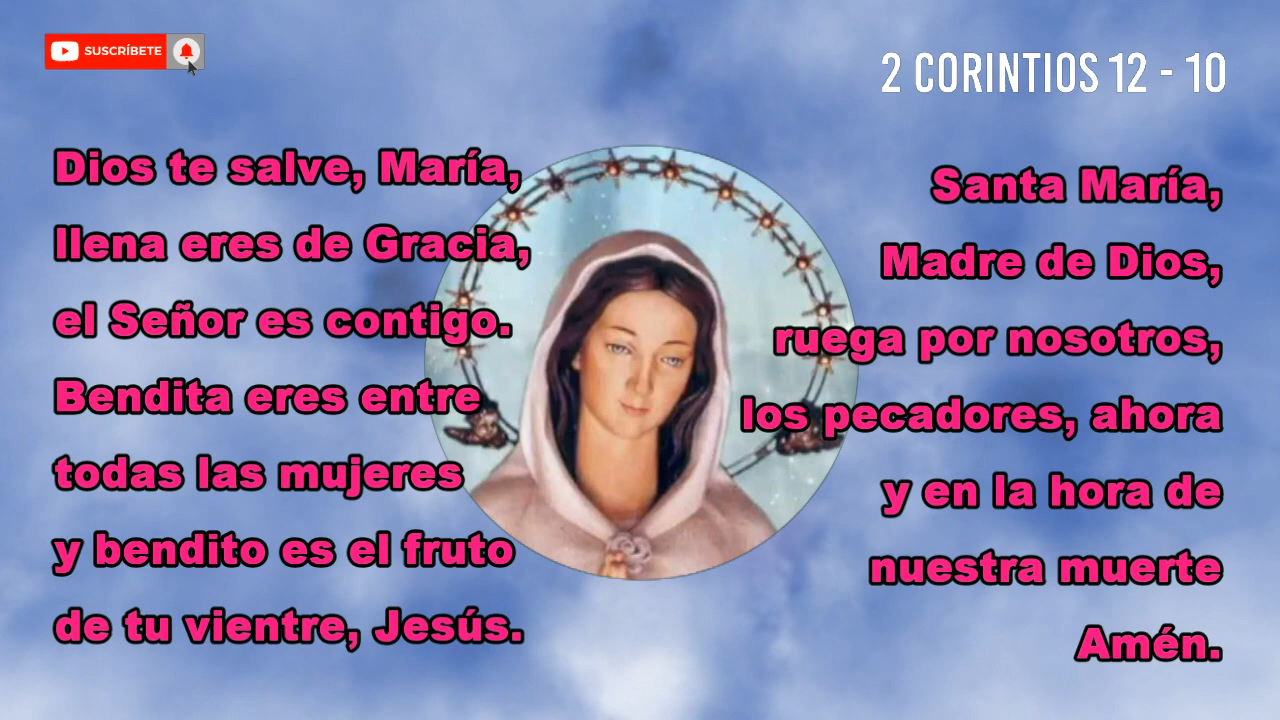 SUSCRÍBETE
2 CORINTIOS 12 - 10
Dios te salve, María,
llena eres de Gracia,
el Señor es contigo.
Bendita eres entre
todas las mujeres
y bendito es el fruto
de tu vientre, Jesús.
Santa María,
Madre de Dios,
ruega por nosotros,
los pecadores, ahora
y en la hora de
nuestra muerte
Amén.